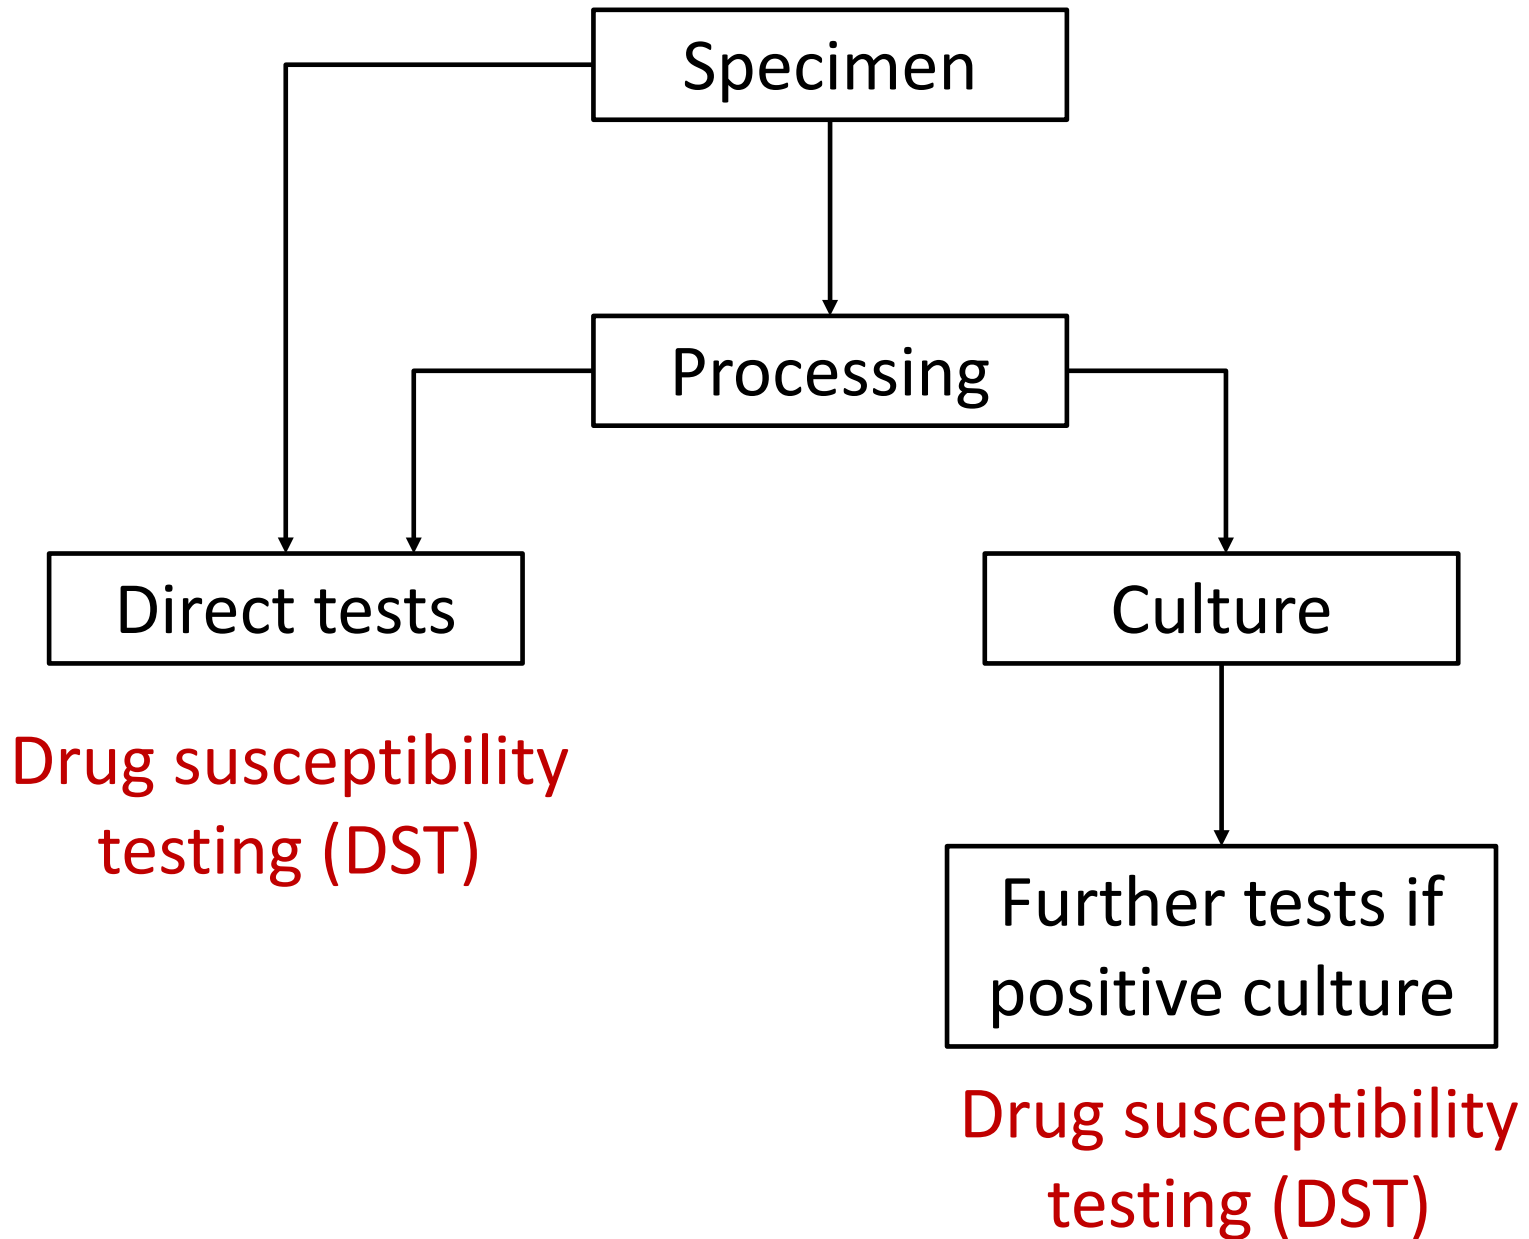 Specimen
Processing
Direct tests
Culture
Drug susceptibility
testing (DST)
Further tests if
positive culture
Drug susceptibility
testing (DST)